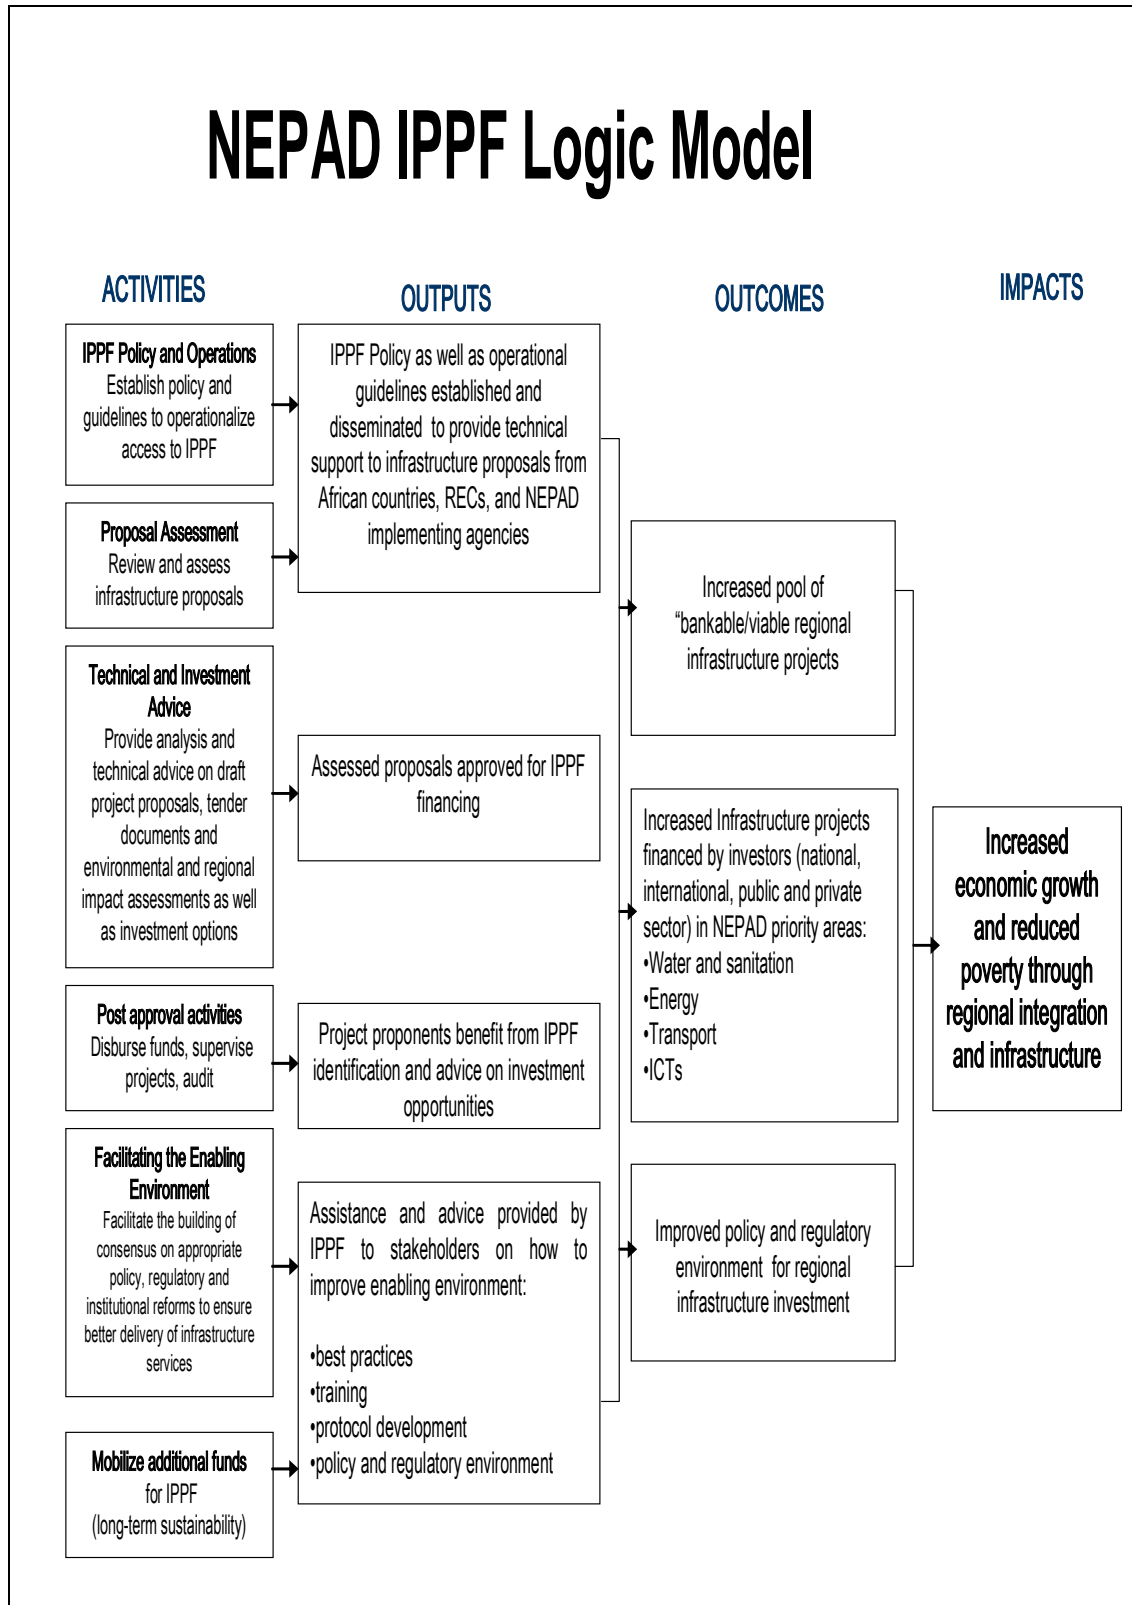 NEPAD IPPF Logic Model
ACTIVITIES
OUTPUTS
OUTCOMES
IMPACTS
IPPF Policy and Operations
Establish policy and
guidelines to operationalize
access to IPPF
Proposal Assessment
Review and assess
infrastructure proposals
Technical and Investment
Advice
Provide analysis and
technical advice on draft
project proposals, tender
documents and
environmental and regional
impact assessments as well
as investment options
Post approval activities
Disburse funds, supervise
projects, audit
Facilitating the Enabling
Environment
Facilitate the building of
consensus on appropriate
policy, regulatory and
institutional reforms to ensure
better delivery of infrastructure
services
Mobilize additional funds
for IPPF
(long-term sustainability)
IPPF Policy as well as operational
guidelines established and
disseminated to provide technical
support to infrastructure proposals from
African countries, RECs, and NEPAD
implementing agencies
Assessed proposals approved for IPPF
financing
Project proponents benefit from IPPF
identification and advice on investment
opportunities
Assistance and advice provided by
IPPF to stakeholders on how to
improve enabling environment:
•best practices
•training
•protocol development
•policy and regulatory environment
Increased pool of
“bankable/viable regional
infrastructure projects
Increased Infrastructure projects
financed by investors (national,
international, public and private
sector) in NEPAD priority areas:
•Water and sanitation
•Energy
•Transport
•ICTs
Improved policy and regulatory
environment for regional
infrastructure investment
Increased
economic growth
and reduced
poverty through
regional integration
and infrastructure